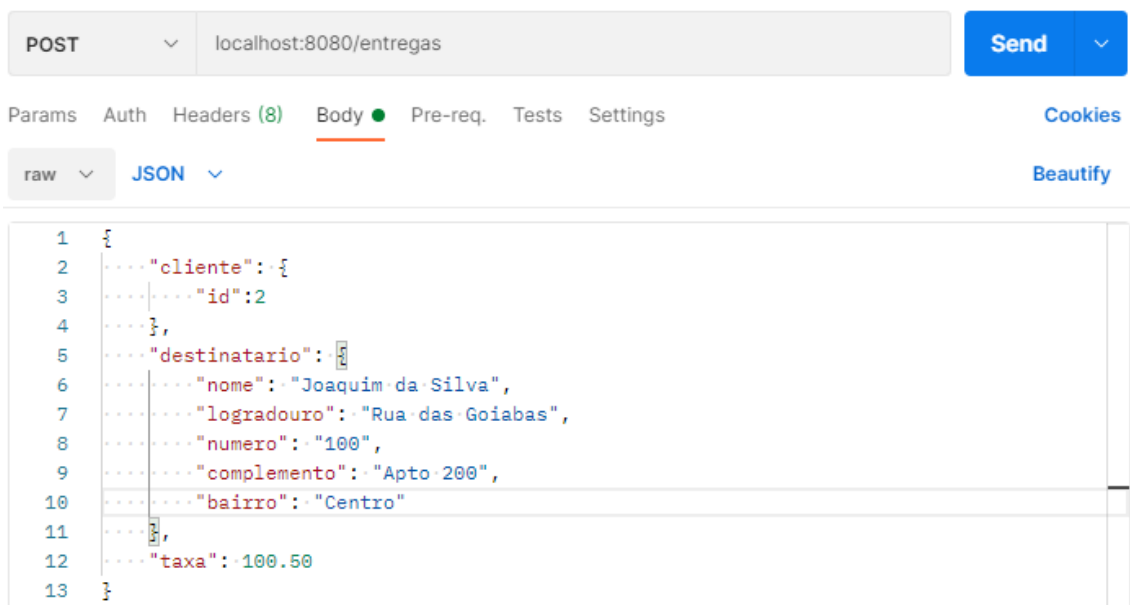 POST localhost:8080/entregas Send
Params Auth Headers (8) Body Pre-req. Tests Settings Cookies
raw JSON Beautify
1 {
2 "cliente": {
3 "id":2
4 },
5 "destinatario": {
6 "nome": "Joaquim da Silva",
7 "logradouro": "Rua das Goiabas",
8 "numero": "100",
9 "complemento": "Apto 200",
10 "bairro": "Centro"
11 },
12 "taxa": 100.50
13 }